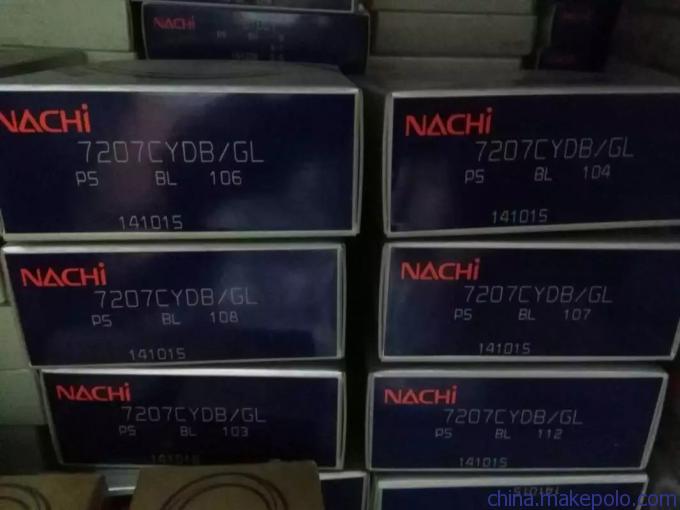 NACHi
7207CYDB/GL
P5 BL 106
141015
NACHi
7207CYDB/GL
P5 BL 104
141015
NACHi
7207CYDB/GL
P5 BL 108
141015
NACHi
7207CYDB/GL
P5 BL 107
141015
NACHi
7207CYDB/GL
P5 BL 103
141015
NACHi
7207CYDB/GL
P5 BL 112
141015
141015
china.makepolo.com